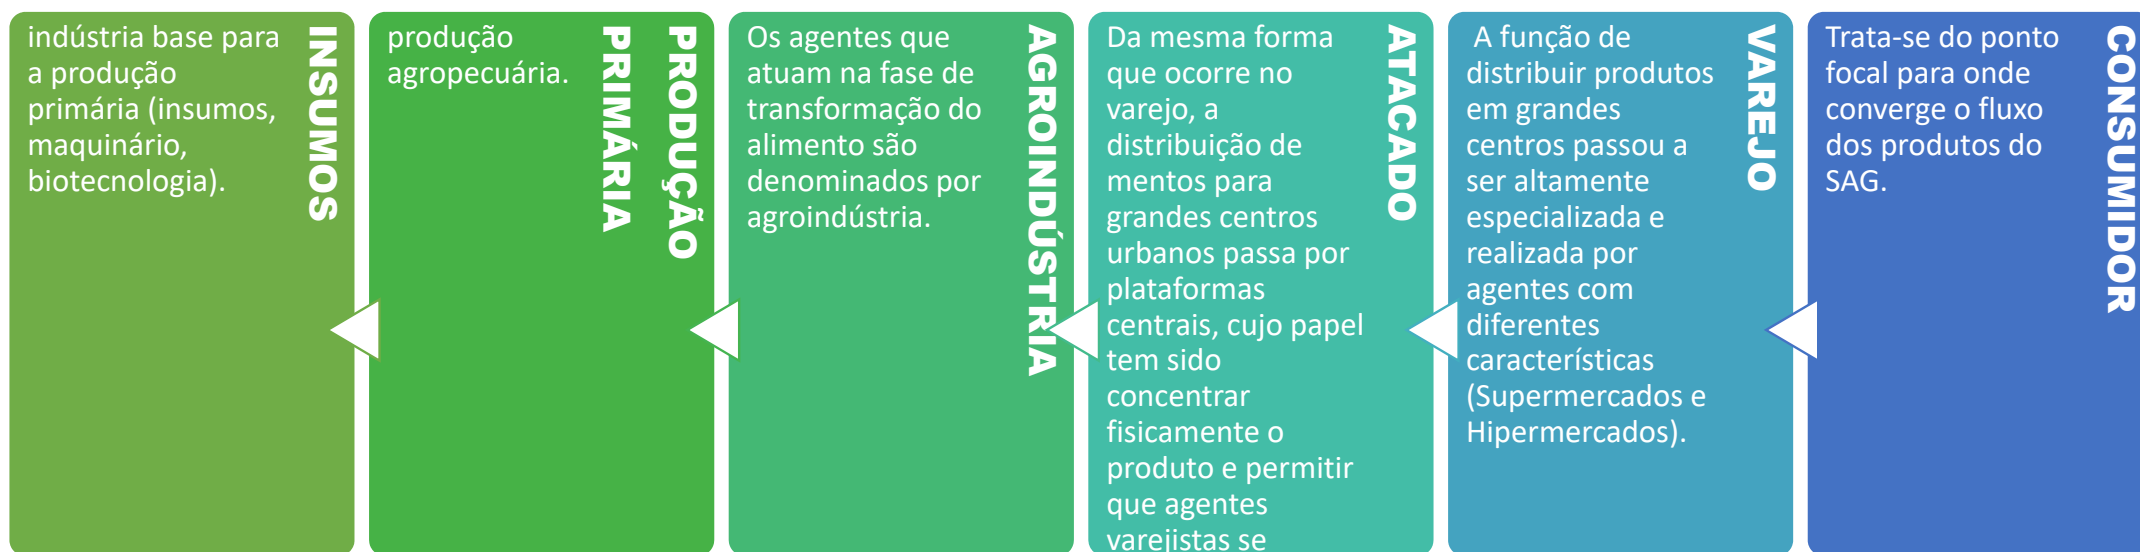 indústria base para
a produção
primária (insumos,
maquinário,
biotecnologia).
INSUMOS
produção
agropecuária.
PRODUÇÃO
PRIMÁRIA
Os agentes que
atuam na fase de
transformação do
alimento são
denominados por
agroindústria.
AGROINDÚSTRIA
Da mesma forma
que ocorre no
varejo, a
distribuição de
mentos para
grandes centros
urbanos passa por
plataformas
centrais, cujo papel
tem sido
concentrar
fisicamente o
produto e permitir
que agentes
varejistas se
ATACADO
A função de
distribuir produtos
em grandes
centros passou a
ser altamente
especializada e
realizada por
agentes com
diferentes
características
(Supermercados e
Hipermercados).
VAREJO
Trata-se do ponto
focal para onde
converge o fluxo
dos produtos do
SAG.
CONSUMIDOR